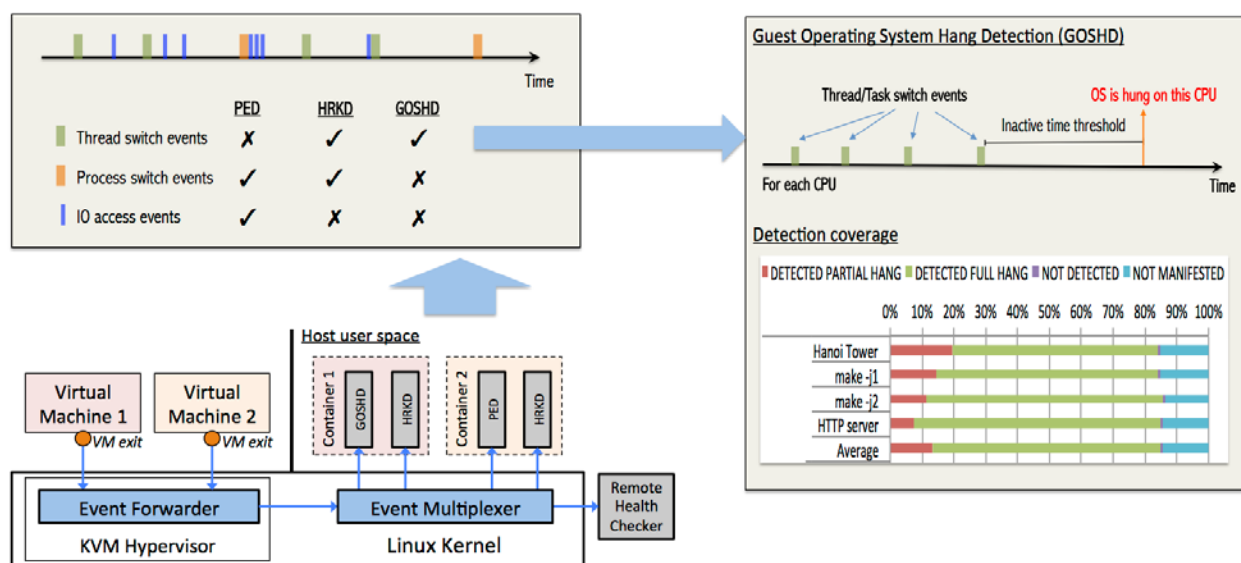 Time
PED HRKD GOSHD
Thread switch events ✗ ✓ ✓
Process switch events ✓ ✓ ✗
IO access events ✓ ✗ ✗
Guest Operating System Hang Detection (GOSHD)
Thread/Task switch events
OS is hung on this CPU
Inactive time threshold
For each CPU
Time
Detection coverage
DETECTED PARTIAL HANG DETECTED FULL HANG NOT DETECTED NOT MANIFESTED
0% 10% 20% 30% 40% 50% 60% 70% 80% 90% 100%
Hanoi Tower
make -j1
make -j2
HTTP server
Average
Host user space
Virtual
Machine 1
Virtual
Machine 2
VM exit
VM exit
Container 1
GOSHD
HRKD
Container 2
PED
HRKD
Event Forwarder
KVM Hypervisor
Event Multiplexer
Linux Kernel
Remote
Health
Checker